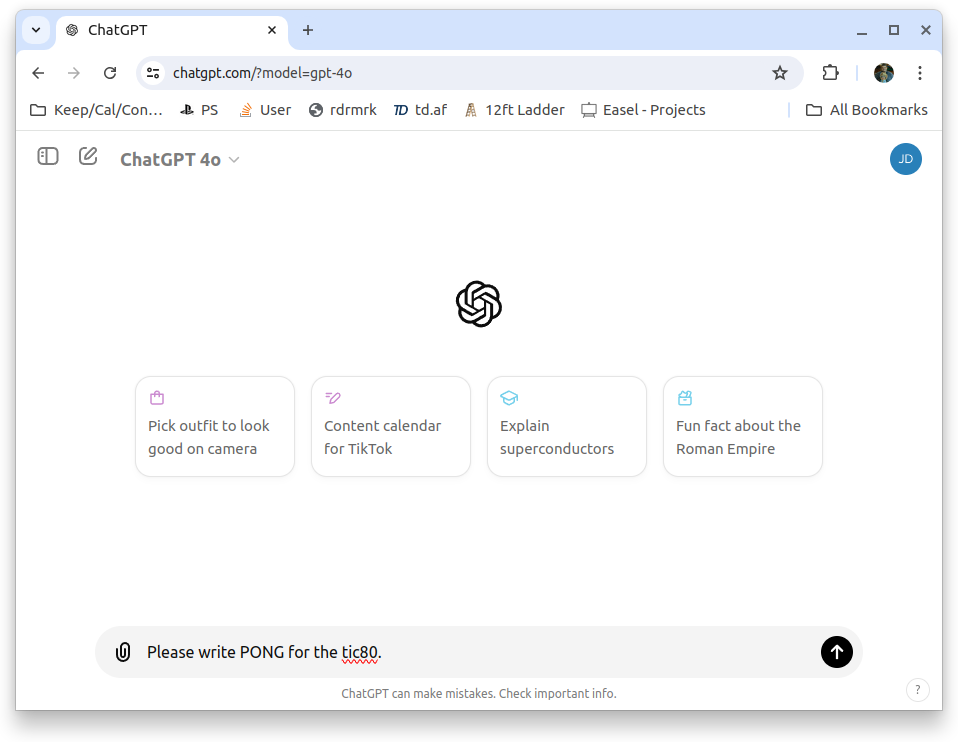 ChatGPT
chatgpt.com/?model=gpt-4o
Keep/Cal/Con... PS User rdrmrk td.af 12ft Ladder Easel - Projects All Bookmarks
ChatGPT 4o
JD
Pick outfit to look
good on camera
Content calendar
for TikTok
Explain
superconductors
Fun fact about the
Roman Empire
Please write PONG for the tic80.
ChatGPT can make mistakes. Check important info.
?